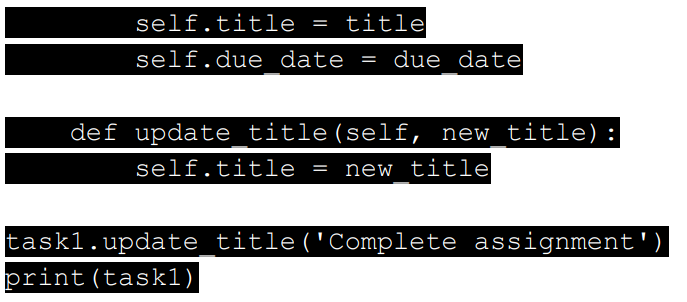 self.title = title
        self.due_date = due_date

    def update_title(self, new_title):
        self.title = new_title

task1.update_title('Complete assignment')
print(task1)